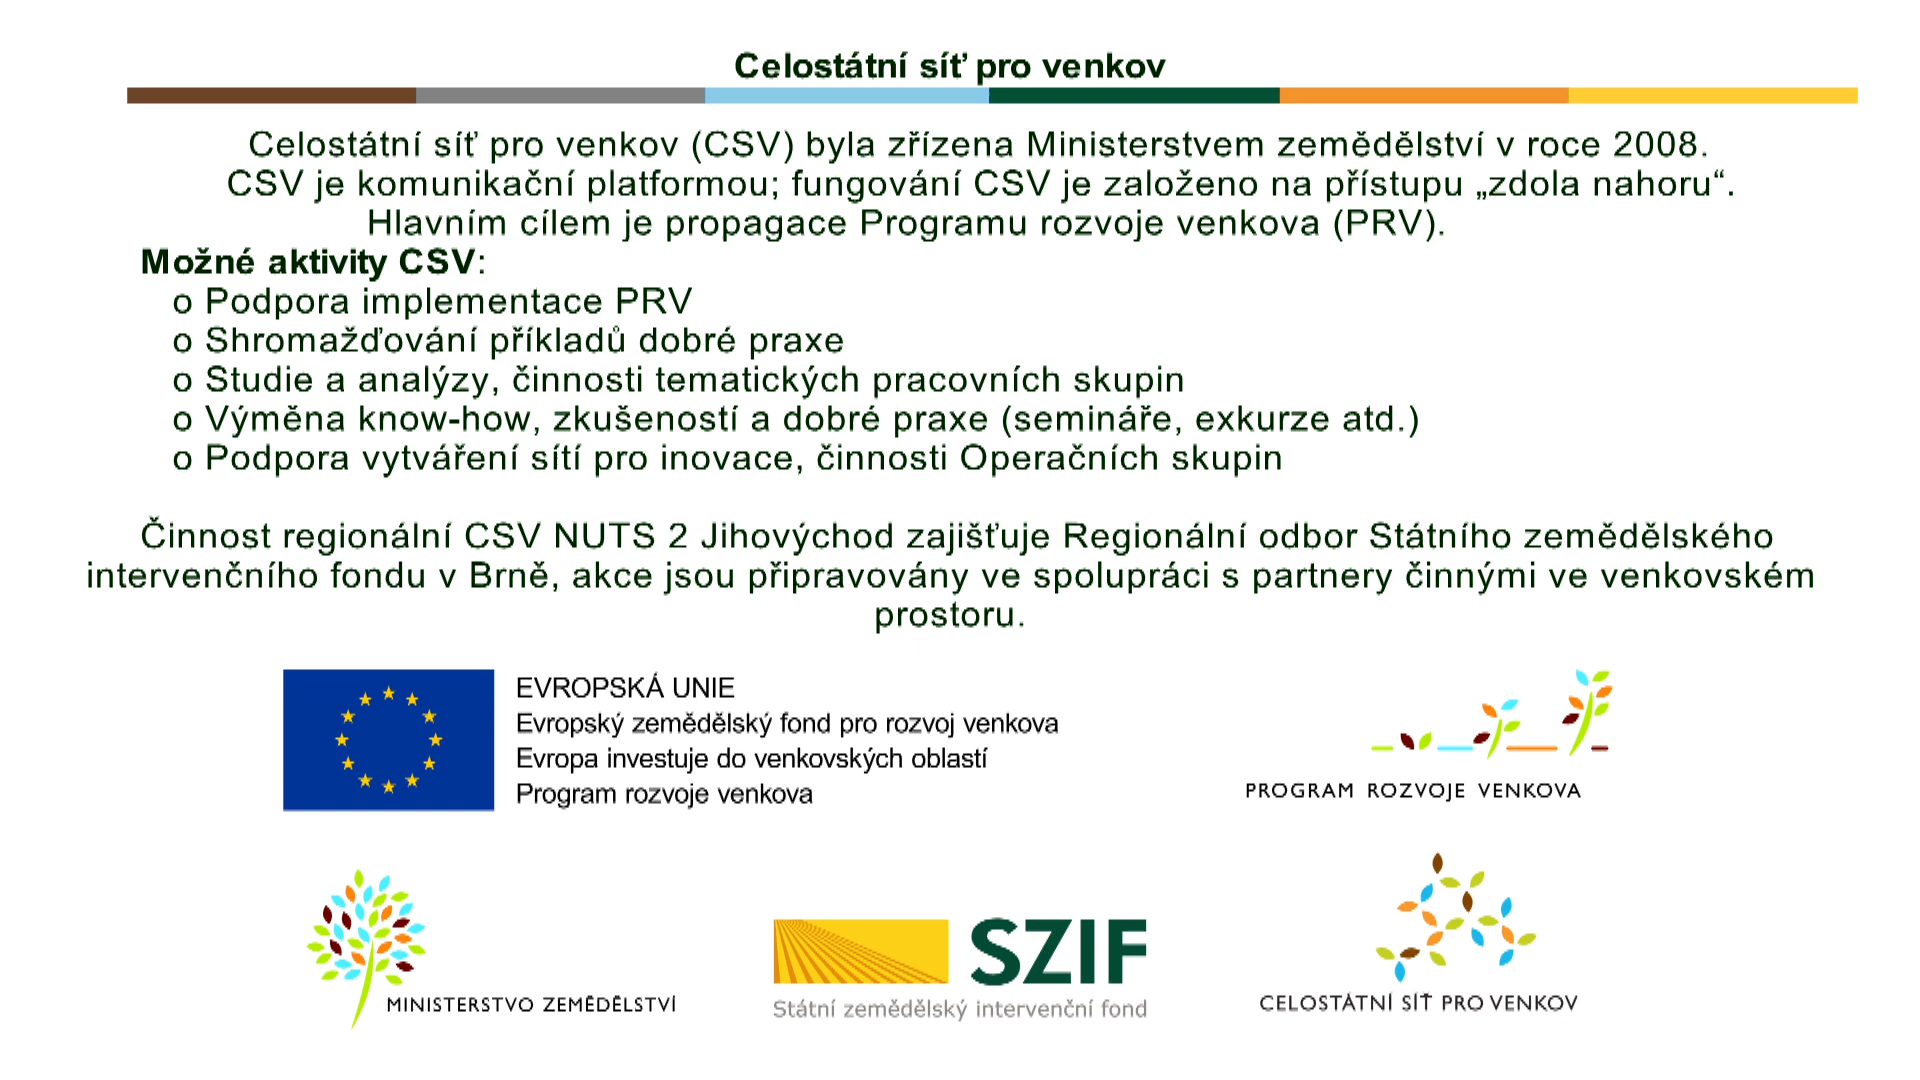 Celostátní síť pro venkov
Celostátní síť pro venkov (CSV) byla zřízena Ministerstvem zemědělství v roce 2008.
CSV je komunikační platformou; fungování CSV je založeno na přístupu „zdola nahoru“.
Hlavním cílem je propagace Programu rozvoje venkova (PRV).
Možné aktivity CSV:
o Podpora implementace PRV
o Shromažďování příkladů dobré praxe
o Studie a analýzy, činnosti tematických pracovních skupin
o Výměna know-how, zkušeností a dobré praxe (semináře, exkurze atd.)
o Podpora vytváření sítí pro inovace, činnosti Operačních skupin
Činnost regionální CSV NUTS 2 Jihovýchod zajišťuje Regionální odbor Státního zemědělského
intervenčního fondu v Brně, akce jsou připravovány ve spolupráci s partnery činnými ve venkovském
prostoru.
EVROPSKÁ UNIE
Evropský zemědělský fond pro rozvoj venkova
Evropa investuje do venkovských oblastí
Program rozvoje venkova
PROGRAM ROZVOJE VENKOVA
MINISTERSTVO ZEMĚDĚLSTVÍ
SZIF
Státní zemědělský intervenční fond
CELOSTÁTNÍ SÍŤ PRO VENKOV